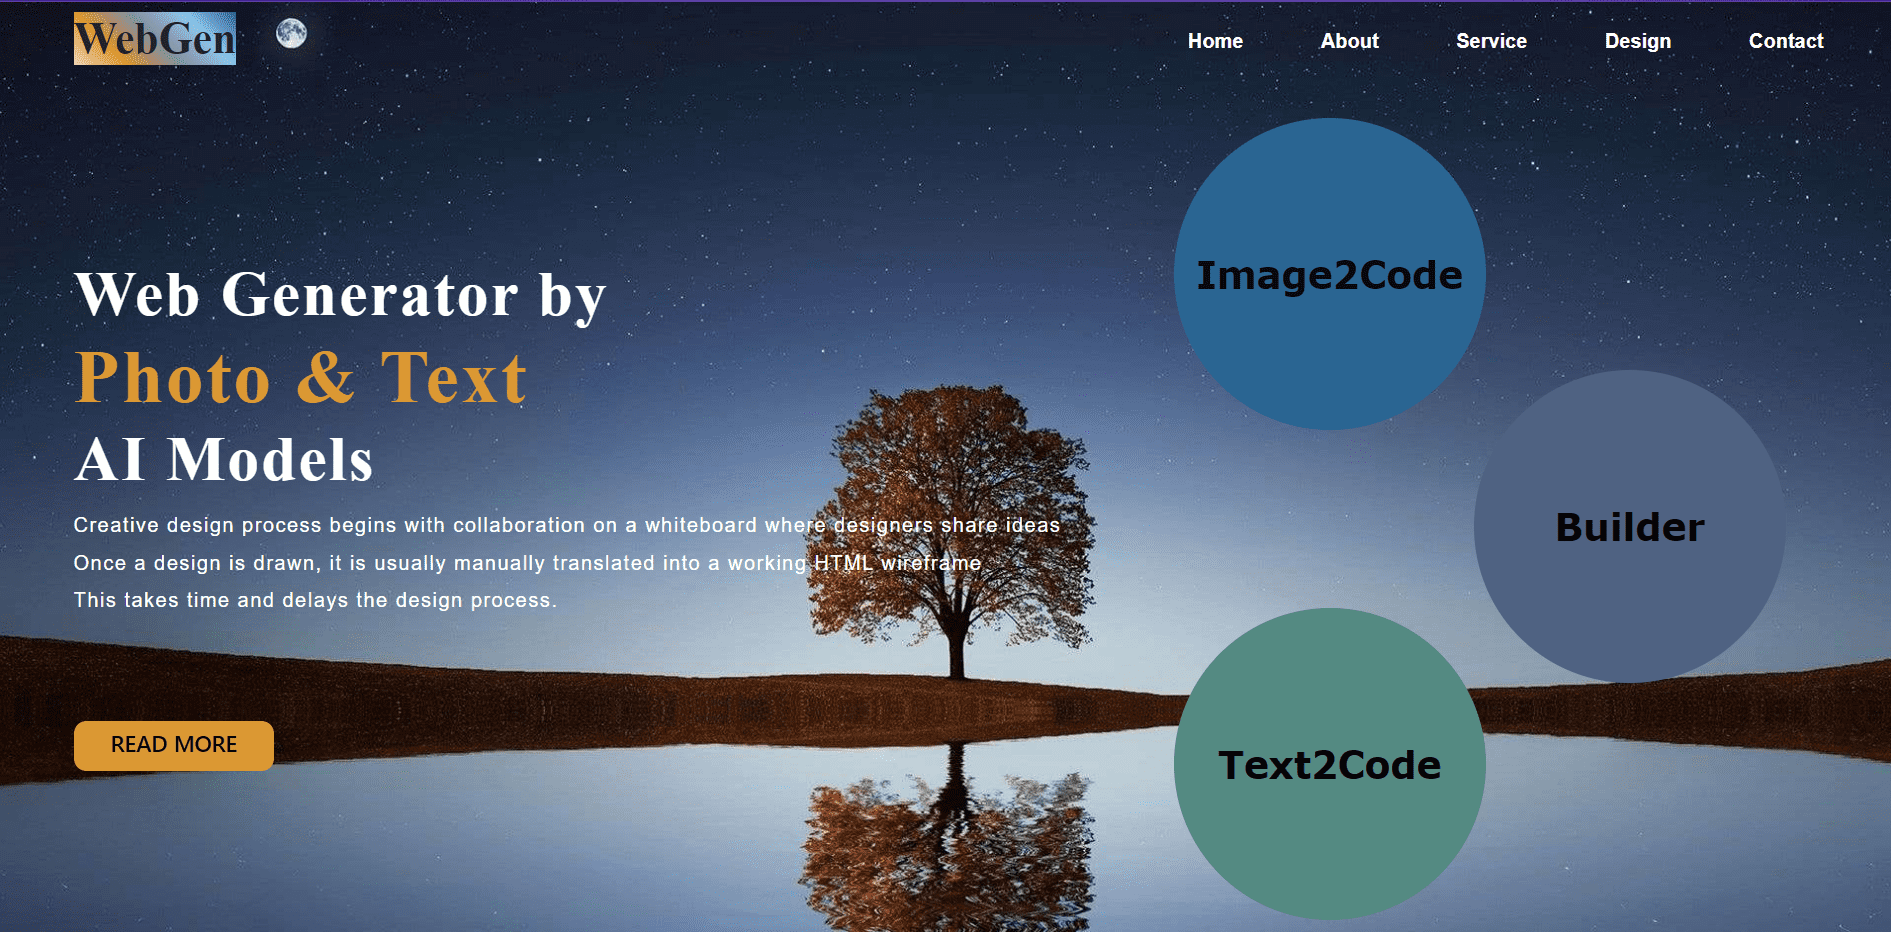 WebGen
Home About Service Design Contact
Web Generator by
Photo & Text
AI Models
Creative design process begins with collaboration on a whiteboard where designers share ideas
Once a design is drawn, it is usually manually translated into a working HTML wireframe
This takes time and delays the design process.
READ MORE
Image2Code
Builder
Text2Code